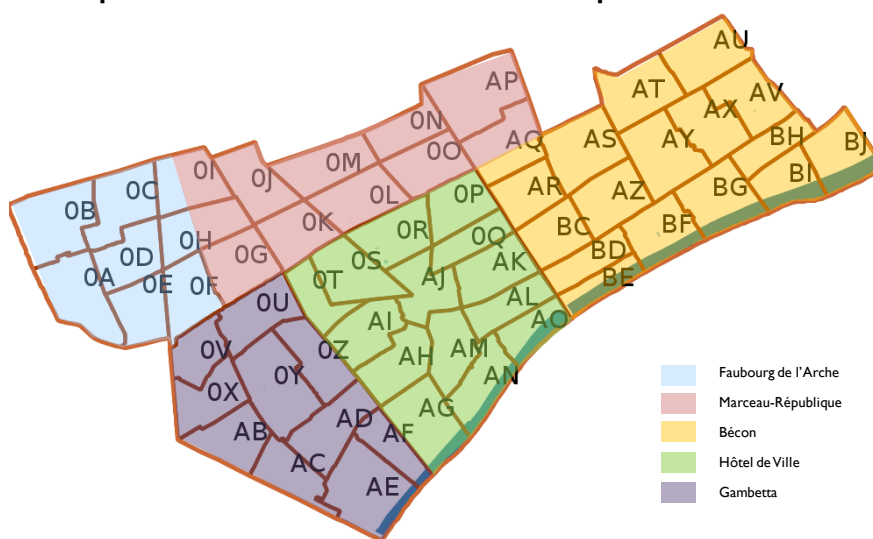 AU
AP
AT
AV
AX
0N
AQ
AS
AY
BH
BJ
0I
0J
0M
0O
BI
0B
0C
0L
0P
AR
AZ
BG
0K
0R
0Q
BC
BF
0H
0D
0G
0S
AK
BD
0A
0E
0F
0T
AJ
BE
0U
AL
AI
AO
0V
0Z
AH
AM
0Y
AN
0X
Faubourg de l'Arche
Marceau-République
AG
AD
AB
AF
Bécon
AC
Hôtel de Ville
AE
Gambetta